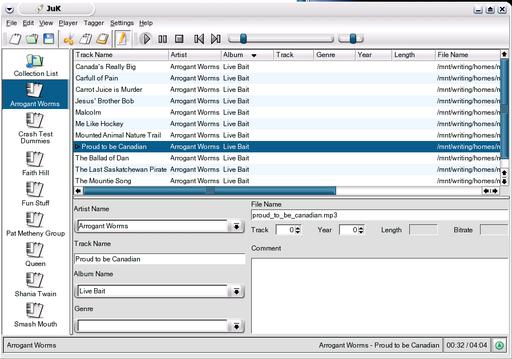 JuK
File Edit View Player Tagger Settings Help
Track Name Artist Album Track Genre Year Length File Name
Collection List
Arrogant Worms
Crash Test Dummies
Faith Hill
Fun Stuff
Pat Metheny Group
Queen
Shania Twain
Smash Mouth
Canada's Really Big Arrogant Worms Live Bait /mnt/writing/homes/n
Carfull of Pain Arrogant Worms Live Bait /mnt/writing/homes/n
Carrot Juice is Murder Arrogant Worms Live Bait /mnt/writing/homes/n
Jesus' Brother Bob Arrogant Worms Live Bait /mnt/writing/homes/n
Malcolm Arrogant Worms Live Bait /mnt/writing/homes/n
Me Like Hockey Arrogant Worms Live Bait /mnt/writing/homes/n
Mounted Animal Nature Trail Arrogant Worms Live Bait /mnt/writing/homes/n
Proud to be Canadian Arrogant Worms Live Bait /mnt/writing/homes/n
The Ballad of Dan Arrogant Worms Live Bait /mnt/writing/homes/n
The Last Saskatchewan Pirate Arrogant Worms Live Bait /mnt/writing/homes/n
The Mountie Song Arrogant Worms Live Bait /mnt/writing/homes/n
Artist Name
Arrogant Worms
Track Name
Proud to be Canadian
Album Name
Live Bait
Genre
File Name
proud_to_be_canadian.mp3
Track 0 Year 0 Length Bitrate
Comment
Arrogant Worms Arrogant Worms - Proud to be Canadian 00:32 / 04:04